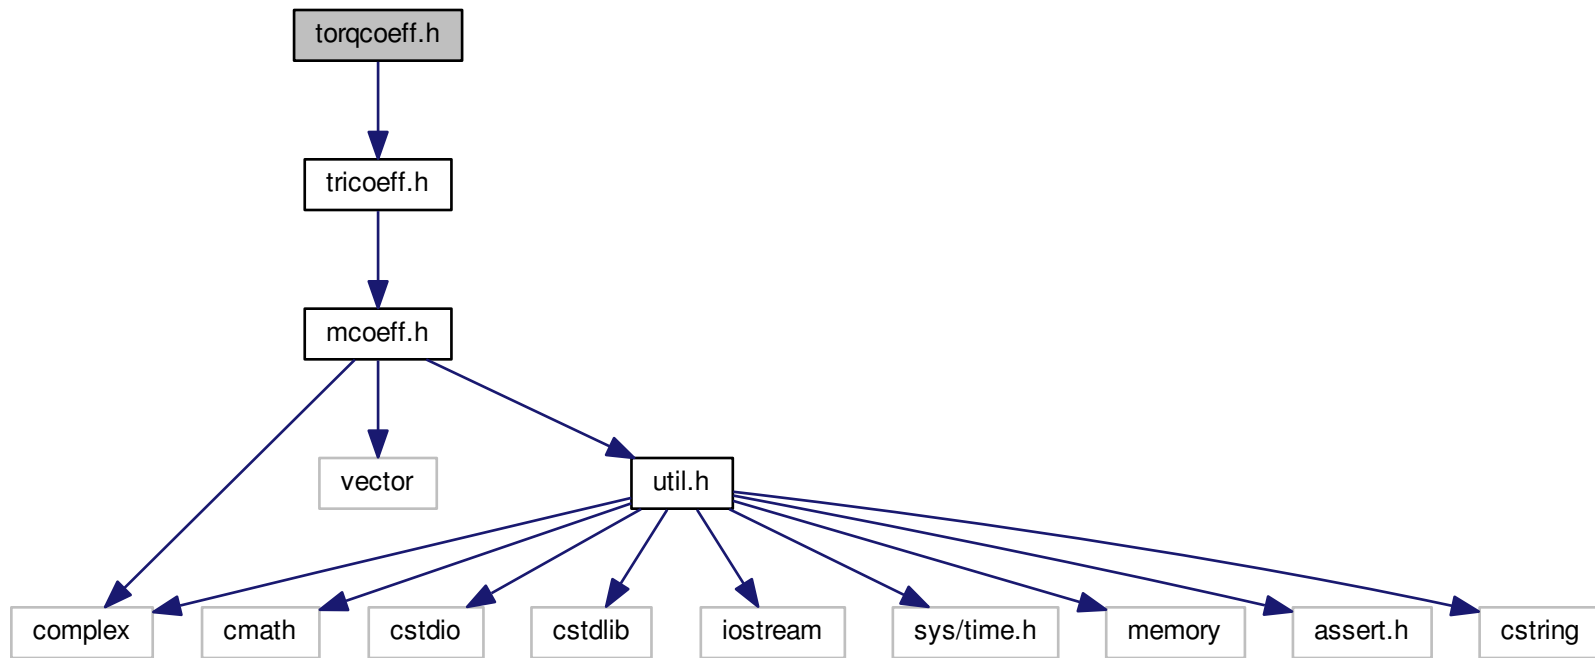 torqcoeff.h
tricoeff.h
mcoeff.h
vector
util.h
complex
cmath
cstdio
cstdlib
iostream
sys/time.h
memory
assert.h
cstring